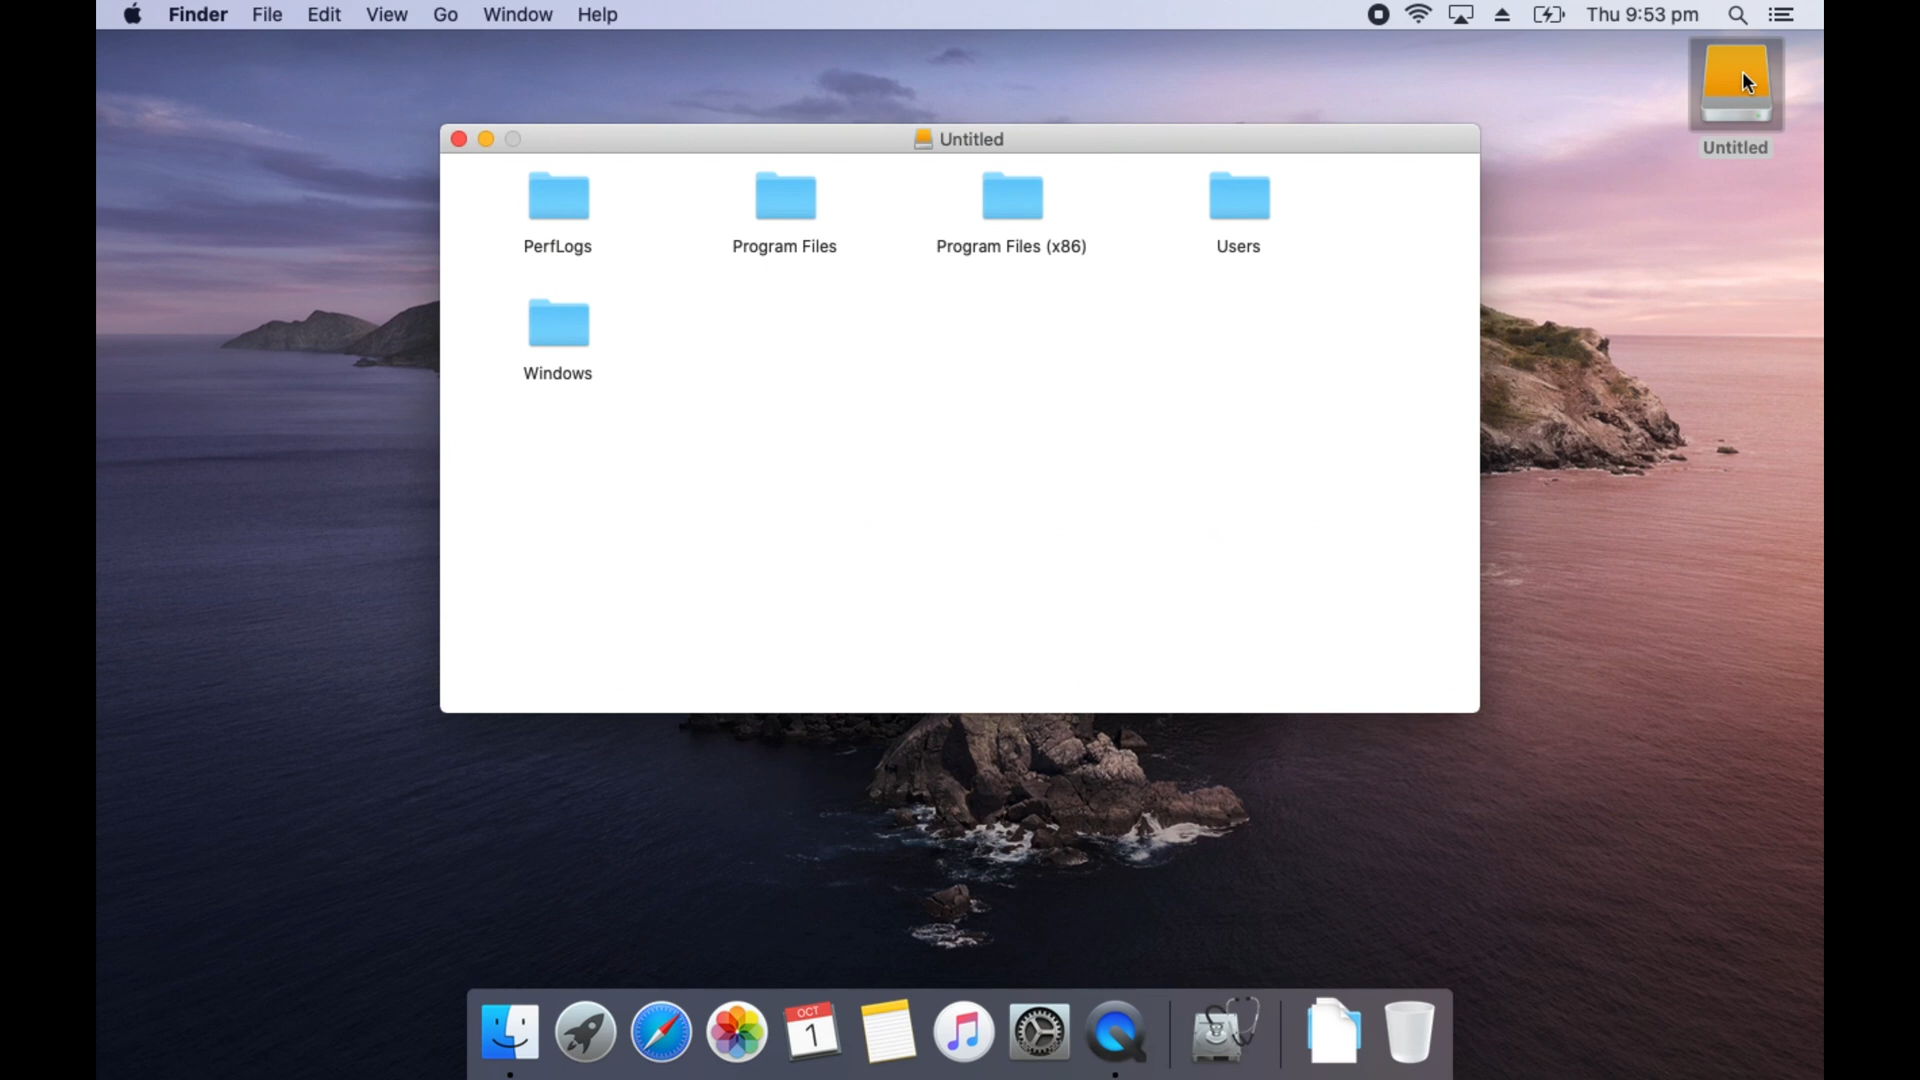 Finder File Edit View Go Window Help Thu 9:53 pm
Untitled
Untitled
PerfLogs Program Files Program Files (x86) Users
Windows
OCT
1